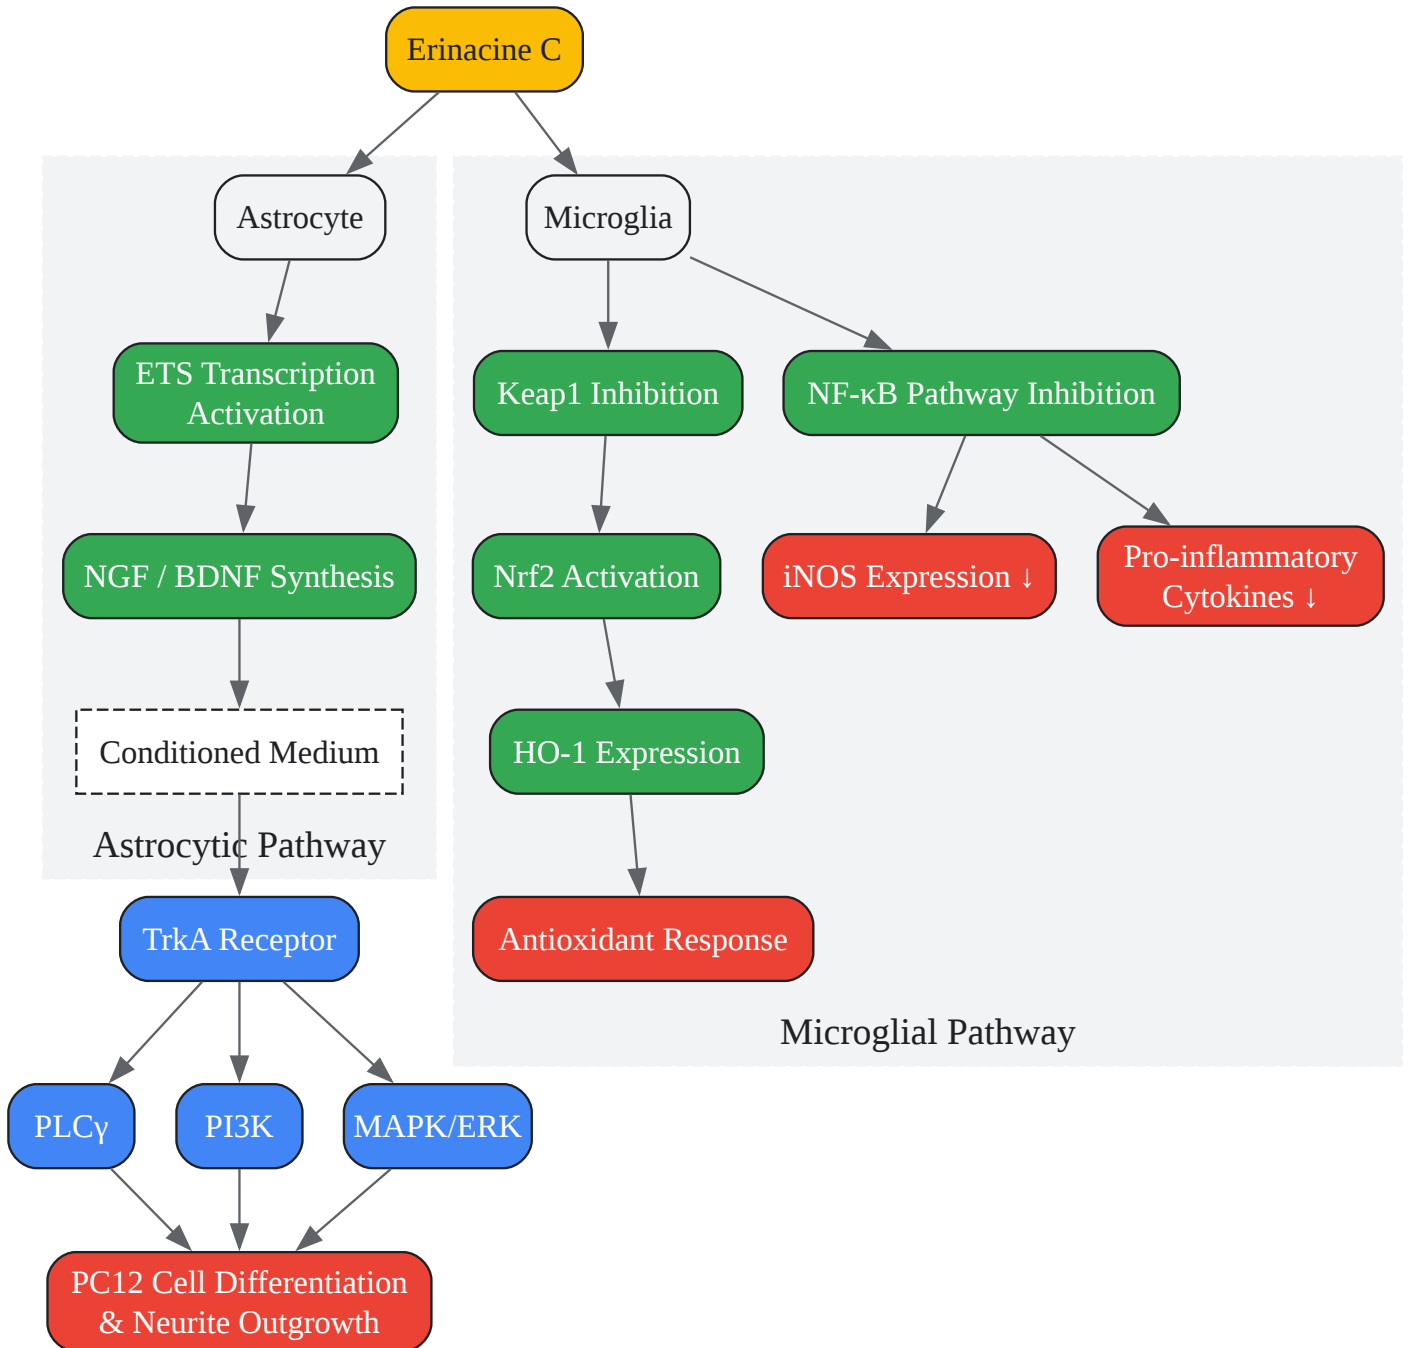 Erinacine C
Astrocyte
Microglia
ETS Transcription
Activation
Keap1 Inhibition
NF-κB Pathway Inhibition
NGF / BDNF Synthesis
Nrf2 Activation
iNOS Expression ↓
Pro-inflammatory
Cytokines ↓
Conditioned Medium
HO-1 Expression
Astrocytic Pathway
TrkA Receptor
Antioxidant Response
Microglial Pathway
PLCγ
PI3K
MAPK/ERK
PC12 Cell Differentiation
& Neurite Outgrowth